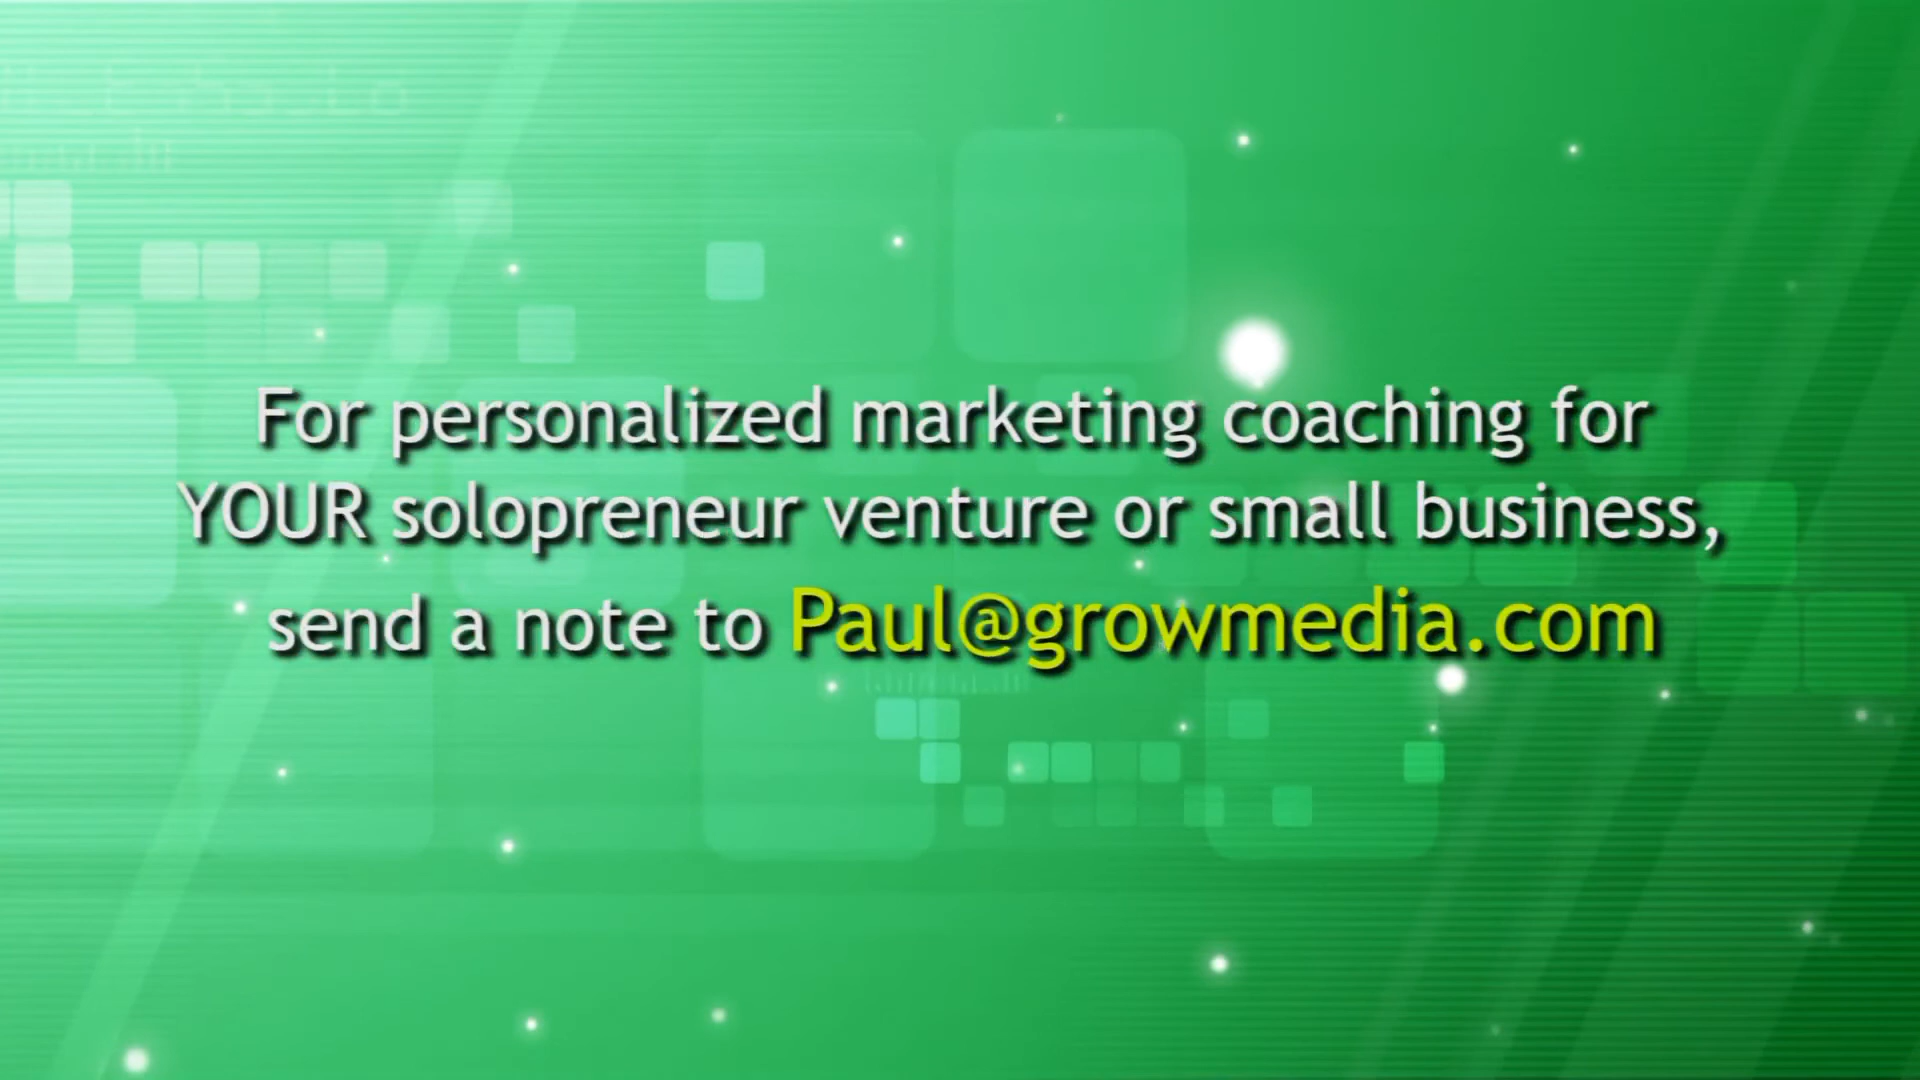 For personalized marketing coaching for
YOUR solopreneur venture or small business,
send a note to Paul@growmedia.com